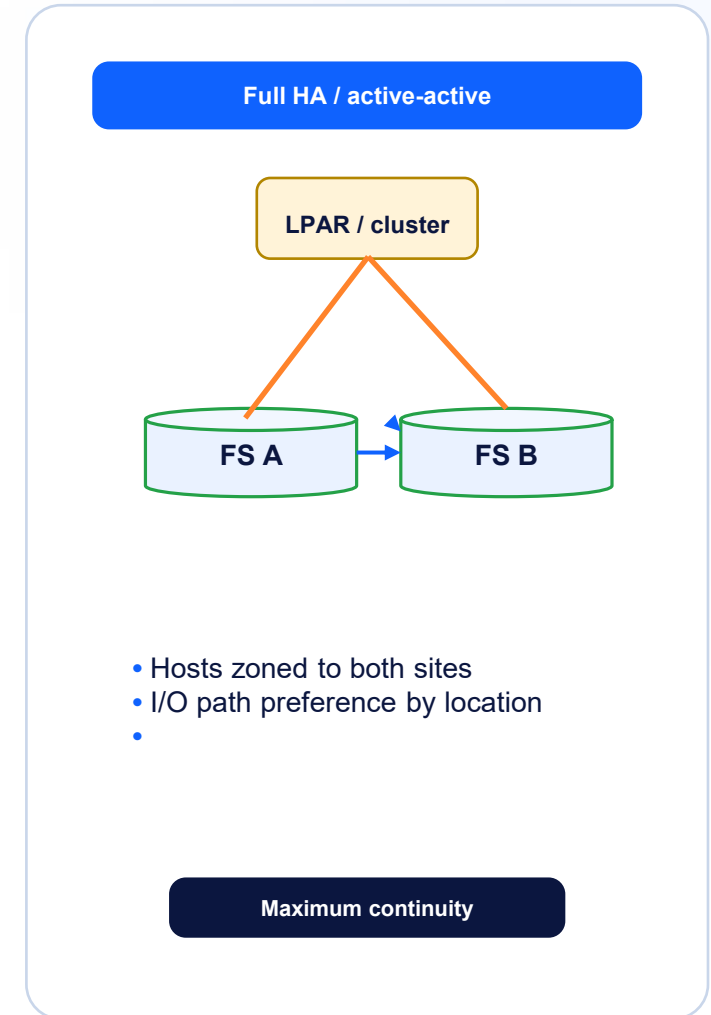 Full HA / active-active
LPAR / cluster
FS A
FS B
• Hosts zoned to both sites
• I/O path preference by location
•
Maximum continuity